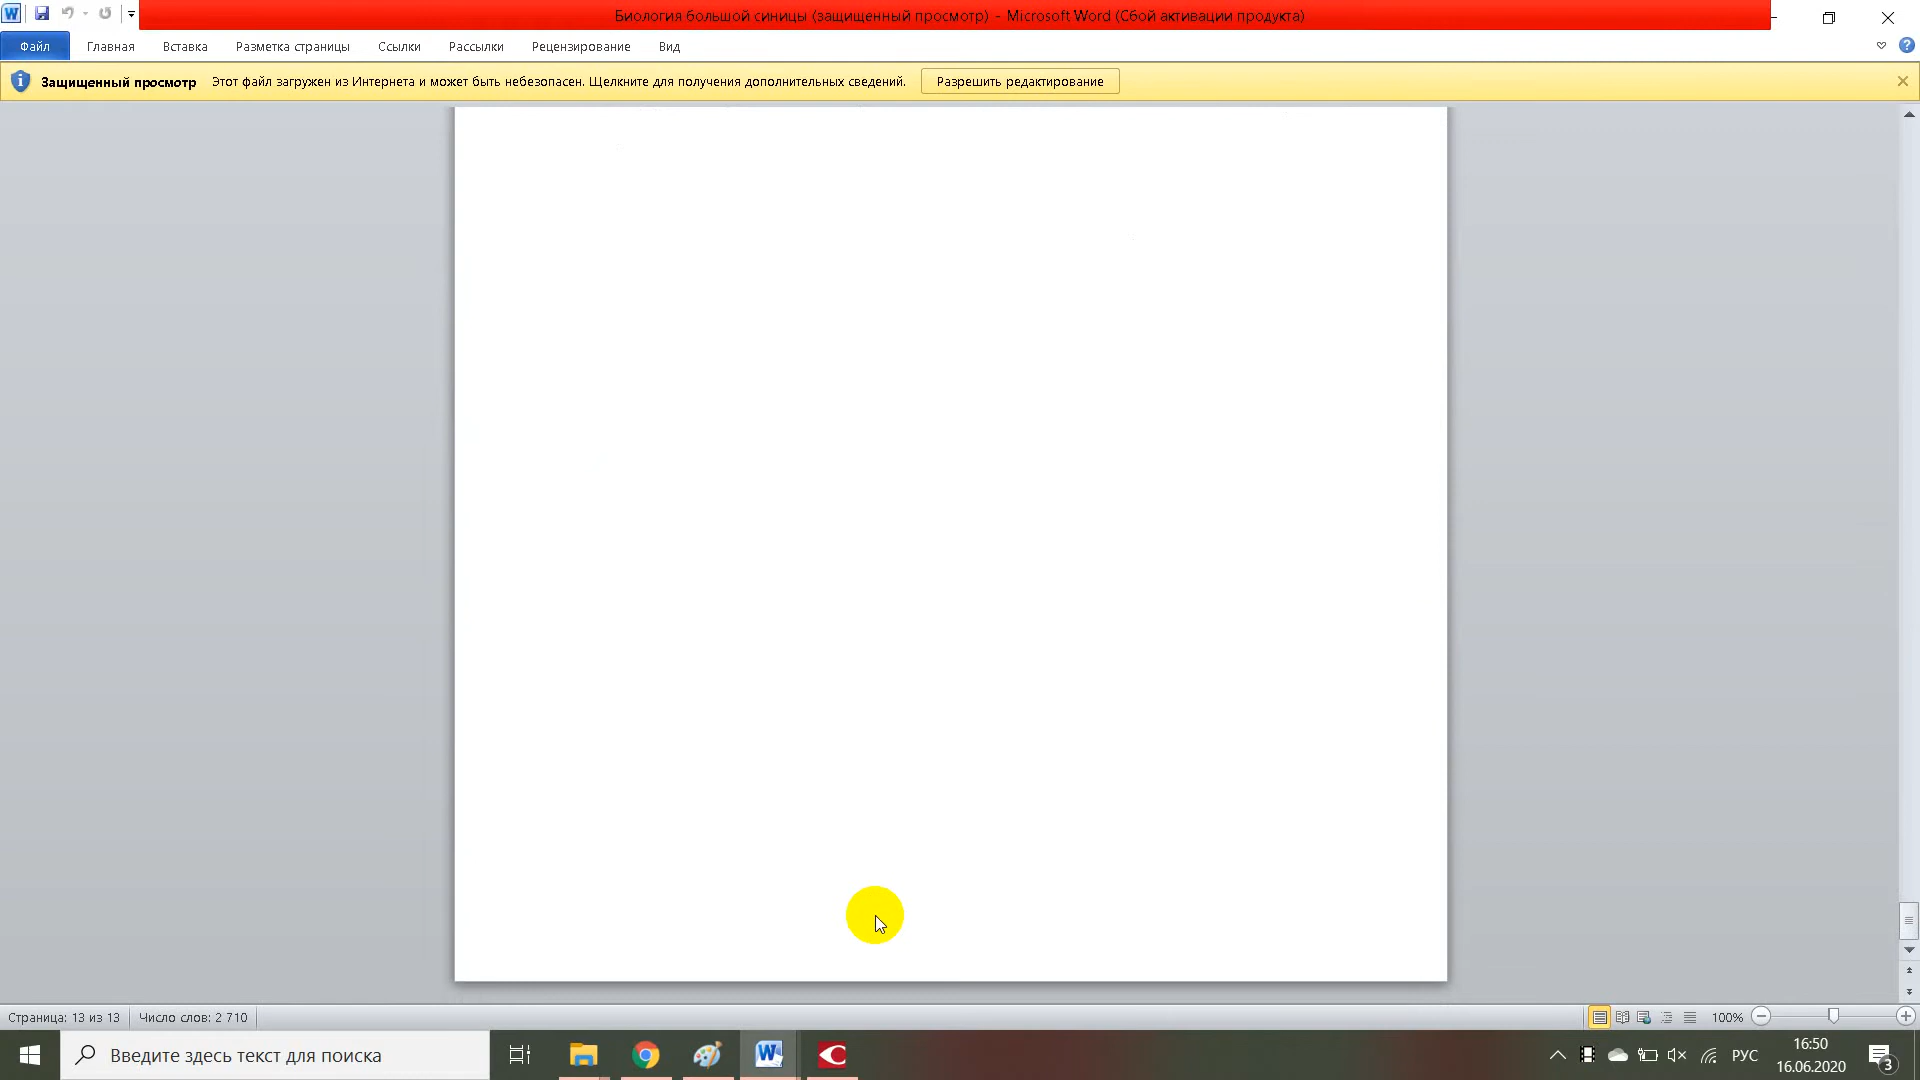 Биология большой синицы (защищенный просмотр) - Microsoft Word (Сбой активации продукта)
Файл Главная Вставка Разметка страницы Ссылки Рассылки Рецензирование Вид
Защищенный просмотр Этот файл загружен из Интернета и может быть небезопасен. Щелкните для получения дополнительных сведений. Разрешить редактирование
Страница: 13 из 13 Число слов: 2 710 100%
Введите здесь текст для поиска
РУС
16:50
16.06.2020
3